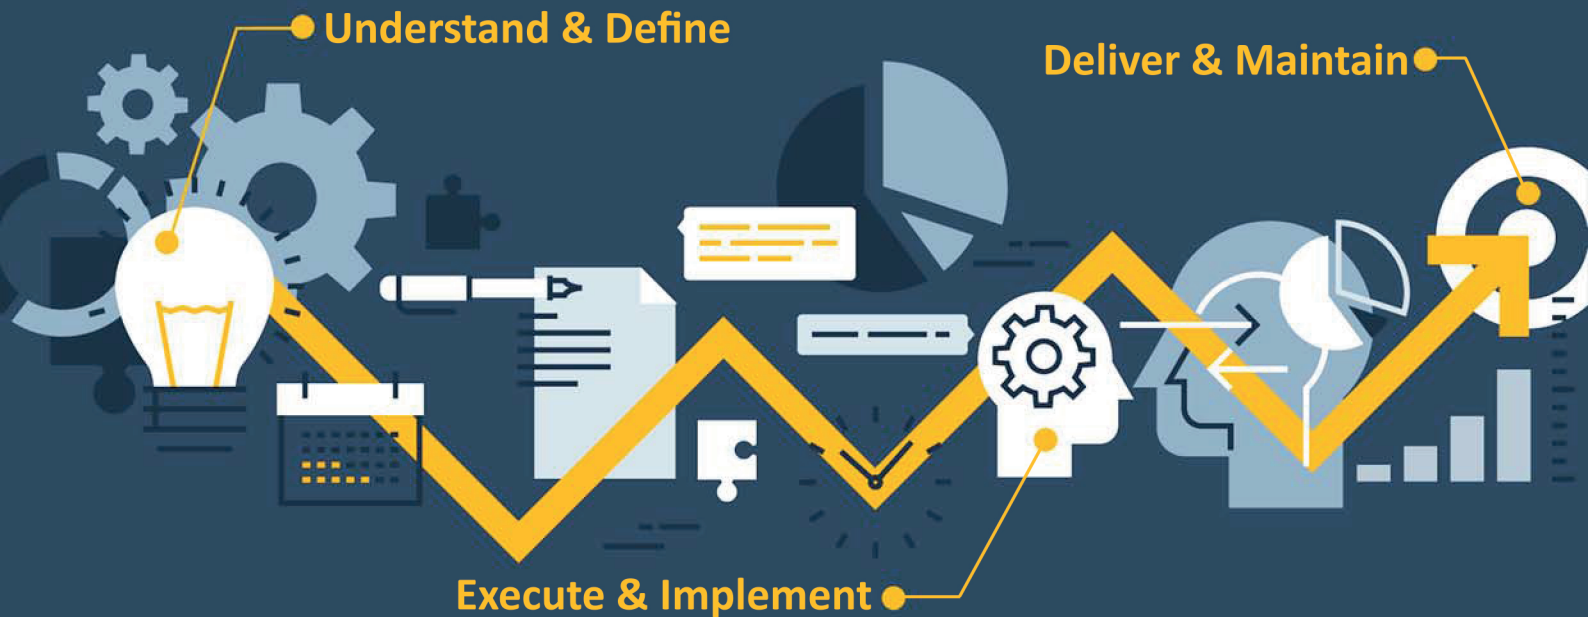 Understand & Define
Deliver & Maintain
Execute & Implement